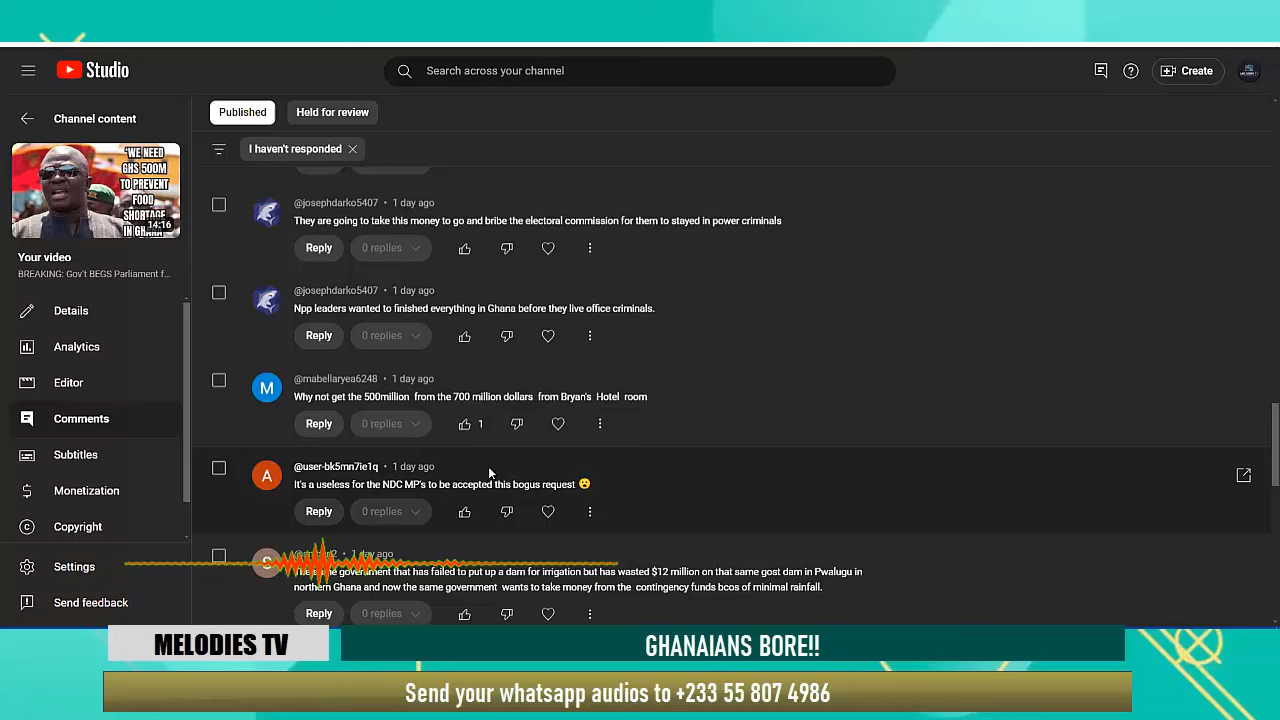 Studio
Search across your channel
Create
Channel content
Published
Held for review
I haven't responded
'WE NEED
GHS 500M
TO PREVENT
FOOD
SHORTAGE
IN GHANA
14:16
Your video
BREAKING: Gov't BEGS Parliament f...
Details
Analytics
Editor
Comments
Subtitles
Monetization
Copyright
Settings
Send feedback
@josephdarko5407 • 1 day ago
They are going to take this money to go and bribe the electoral commission for them to stayed in power criminals
Reply
0 replies
@josephdarko5407 • 1 day ago
Npp leaders wanted to finished everything in Ghana before they live office criminals.
Reply
0 replies
M
@mabellaryea6248 • 1 day ago
Why not get the 500million from the 700 million dollars from Bryan's Hotel room
Reply
0 replies
1
A
@user-bk5mn7ie1q • 1 day ago
It's a useless for the NDC MP's to be accepted this bogus request 😮
Reply
0 replies
1 day ago
government that has failed to put up a dam for irrigation but has wasted $12 million on that same gost dam in Pwalugu in
northern Ghana and now the same government wants to take money from the contingency funds bcos of minimal rainfall.
Reply
0 replies
MELODIES TV
GHANAIANS BORE!!
Send your whatsapp audios to +233 55 807 4986